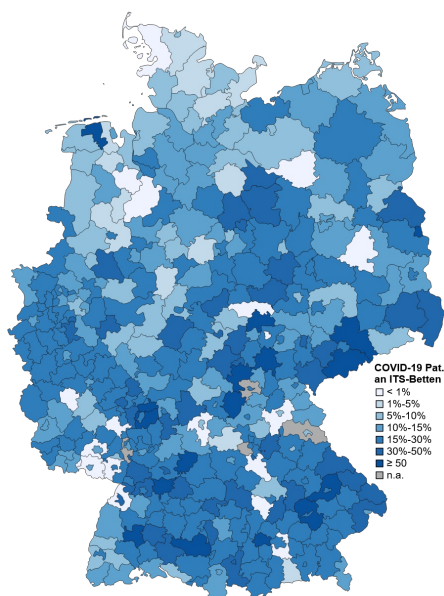 COVID-19 Pat.
an ITS-Betten
< 1%
1%-5%
5%-10%
10%-15%
15%-30%
30%-50%
≥ 50
n.a.